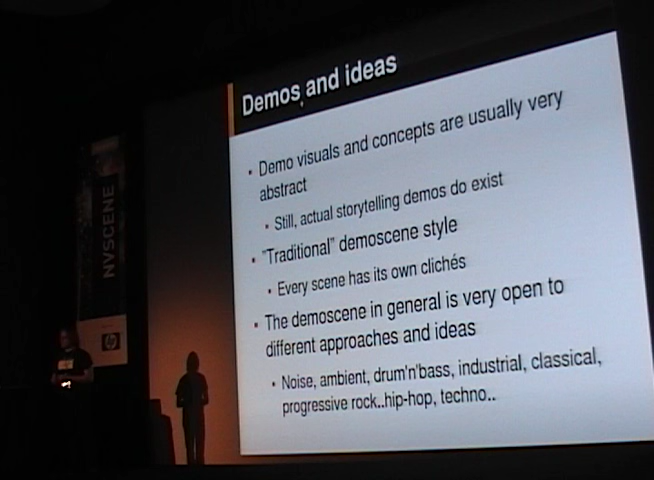 Demos and ideas
Demo visuals and concepts are usually very
abstract
Still, actual storytelling demos do exist
"Traditional" demoscene style
Every scene has its own clichés
The demoscene in general is very open to
different approaches and ideas
Noise, ambient, drum'n'bass, industrial, classical,
progressive rock..hip-hop, techno..
NVSCENE
hp